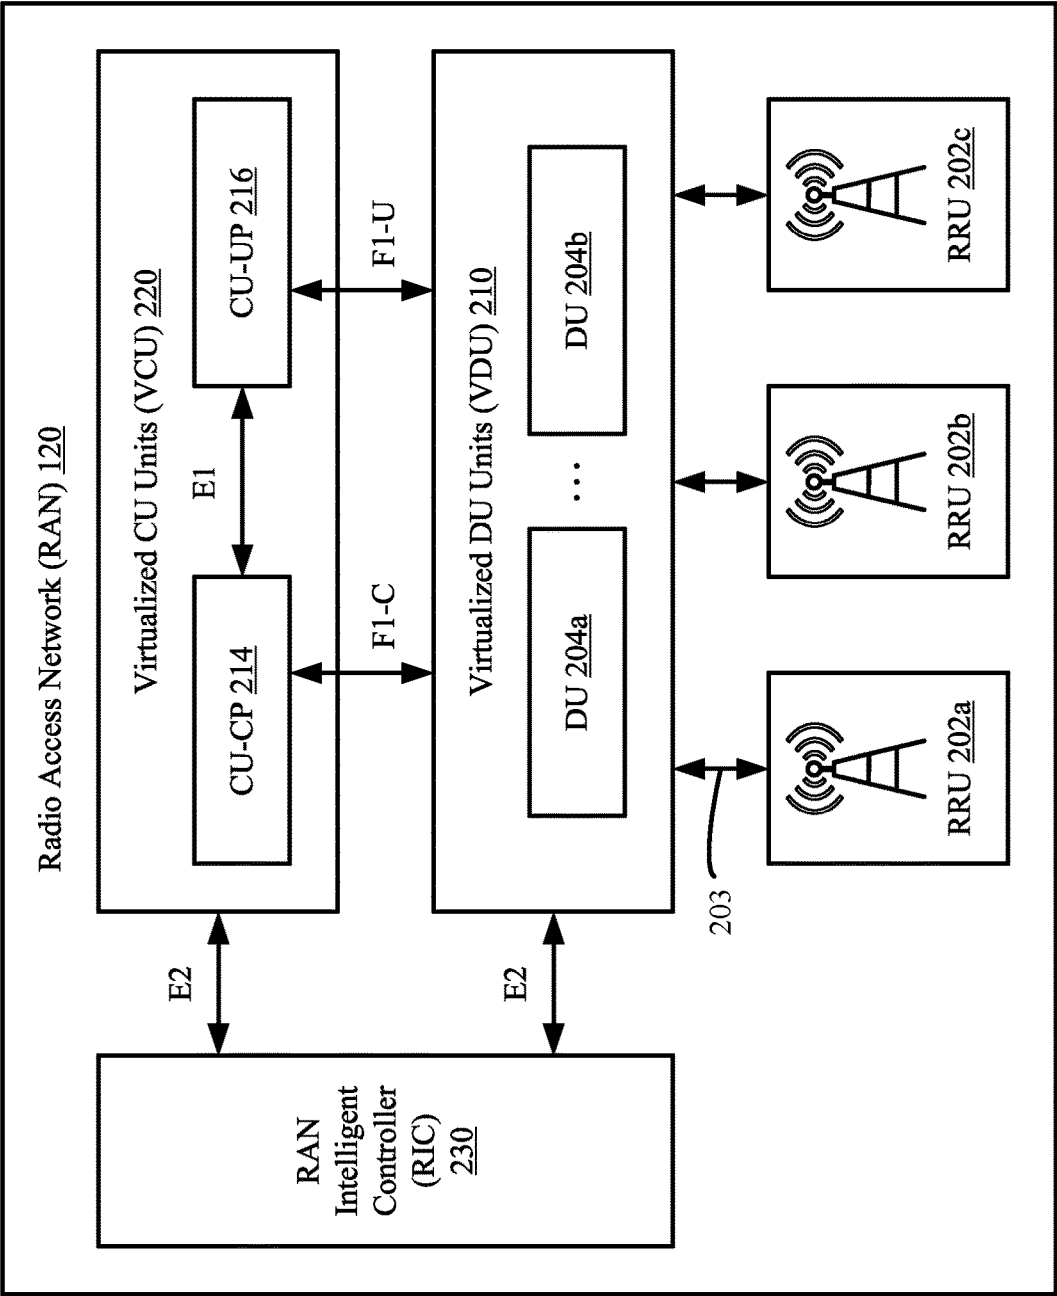 Radio Access Network (RAN) 120
RAN
Intelligent
Controller
(RIC)
230
E2
E2
Virtualized CU Units (VCU) 220
CU-CP 214
E1
CU-UP 216
F1-C
F1-U
Virtualized DU Units (VDU) 210
DU 204a
...
DU 204b
203
RRU 202a
RRU 202b
RRU 202c